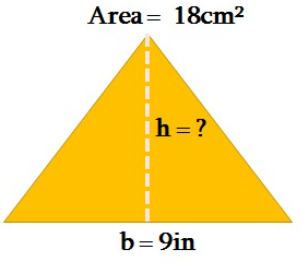 Area = 18cm²
h = ?
b = 9in